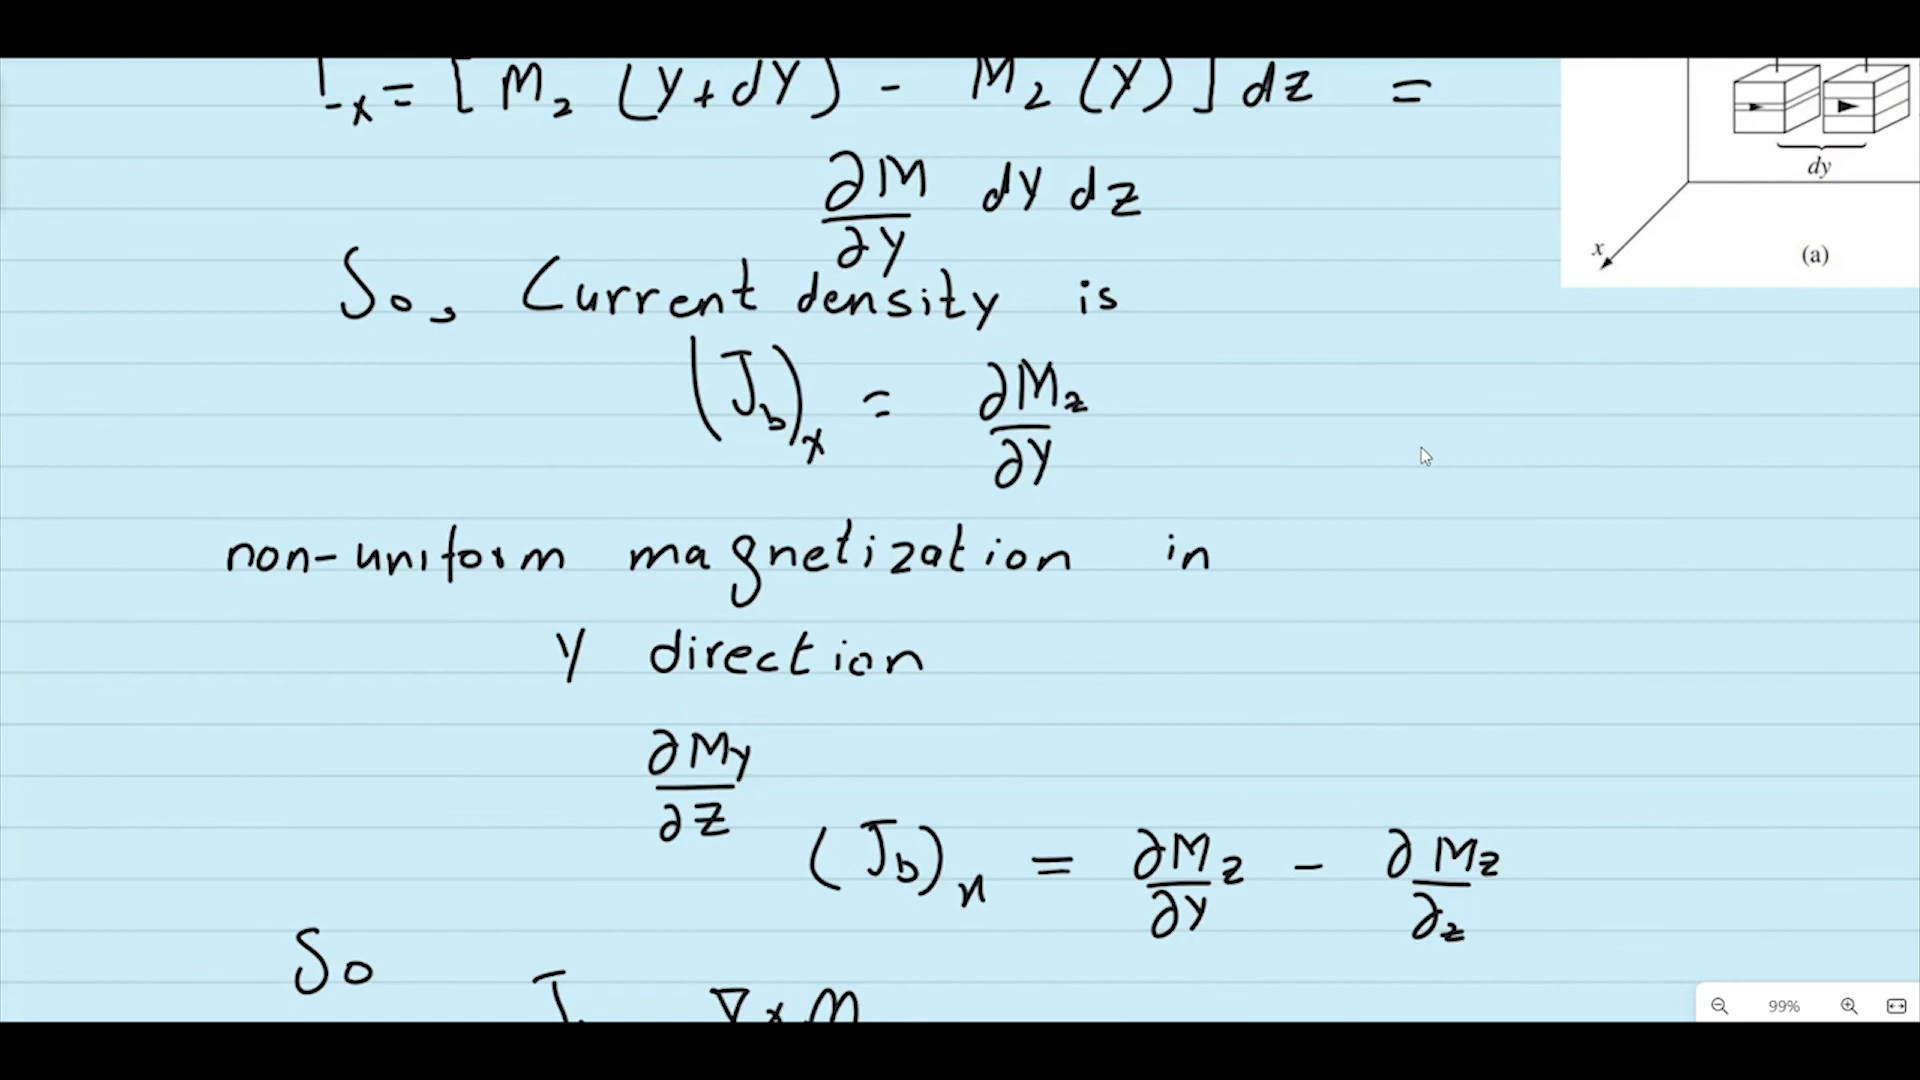 I_x = [ M_z (y+dy) - M_z (y) ] dz =
∂M/∂y dy dz
So, Current density is
(J_b)_x = ∂M_z/∂y
non-uniform magnetization in
y direction
∂M_y/∂z
(J_b)_x = ∂M_z/∂y - ∂M_z/∂z
So
J ∇×M
dy
x
(a)
99%